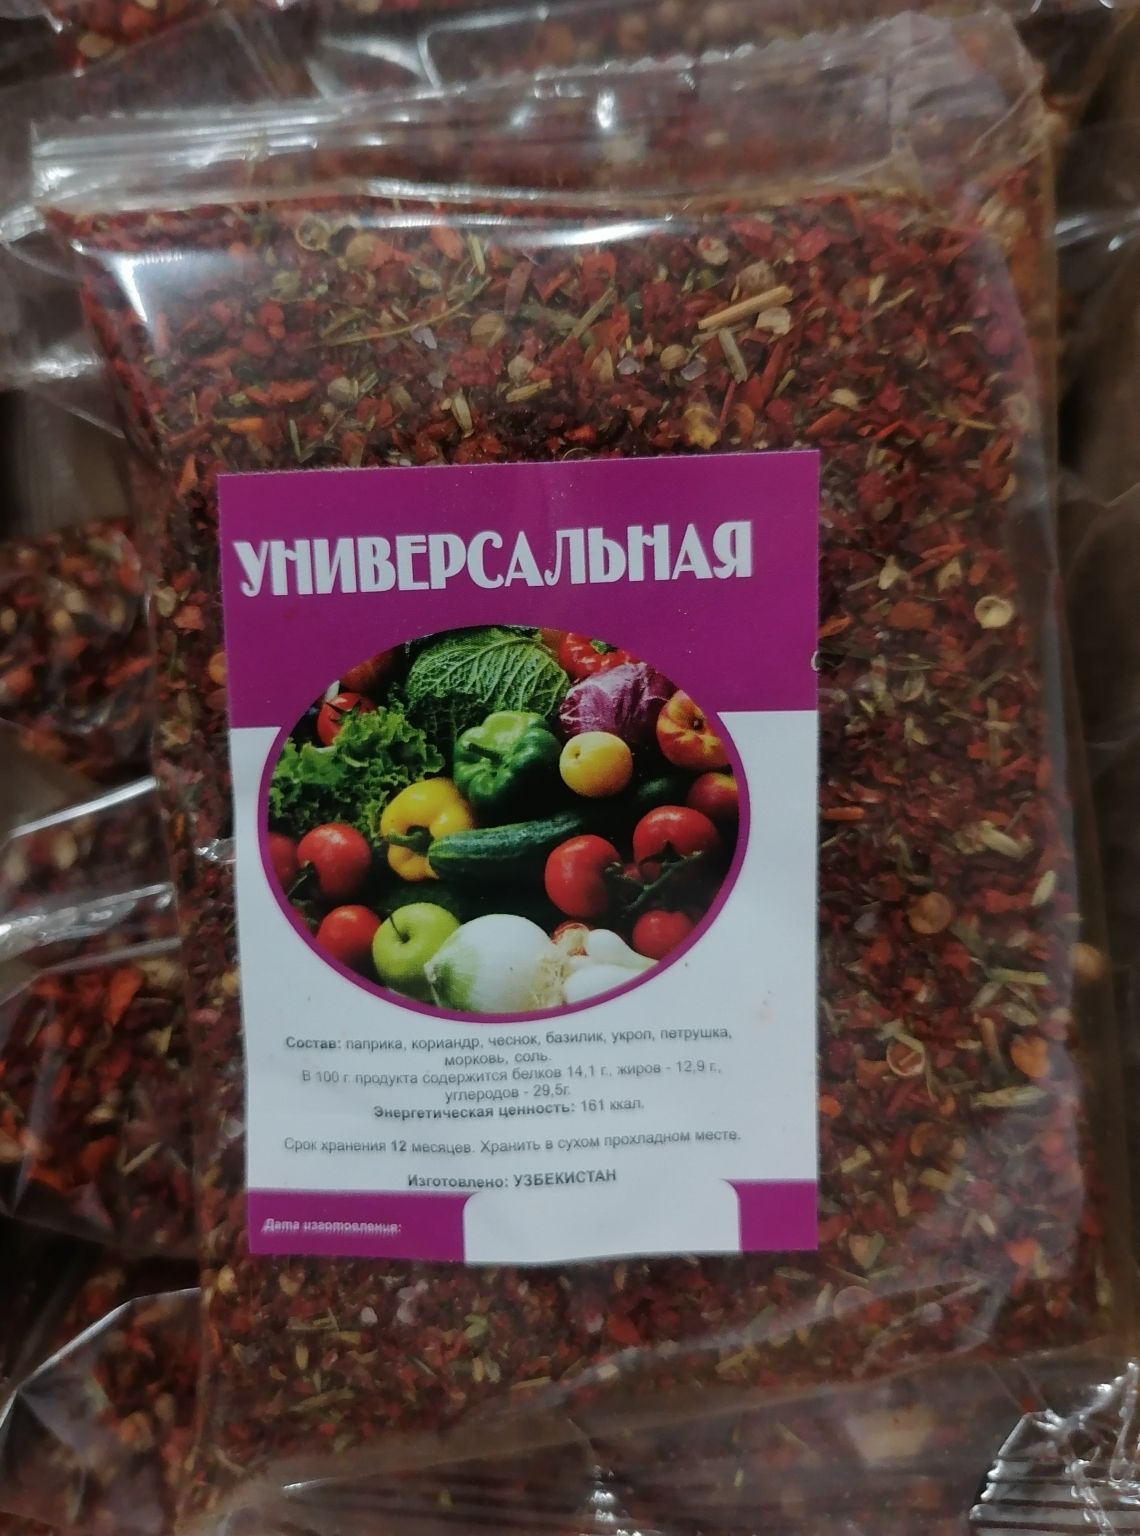 УНИВЕРСАЛЬНАЯ
Состав: паприка, кориандр, чеснок, базилик, укроп, петрушка,
морковь, соль.
В 100 г. продукта содержится белков 14,1 г., жиров - 12,9 г.,
углеродов - 29,5г.
Энергетическая ценность: 161 ккал.
Срок хранения 12 месяцев. Хранить в сухом прохладном месте.
Изготовлено: УЗБЕКИСТАН
Дата изготовления: